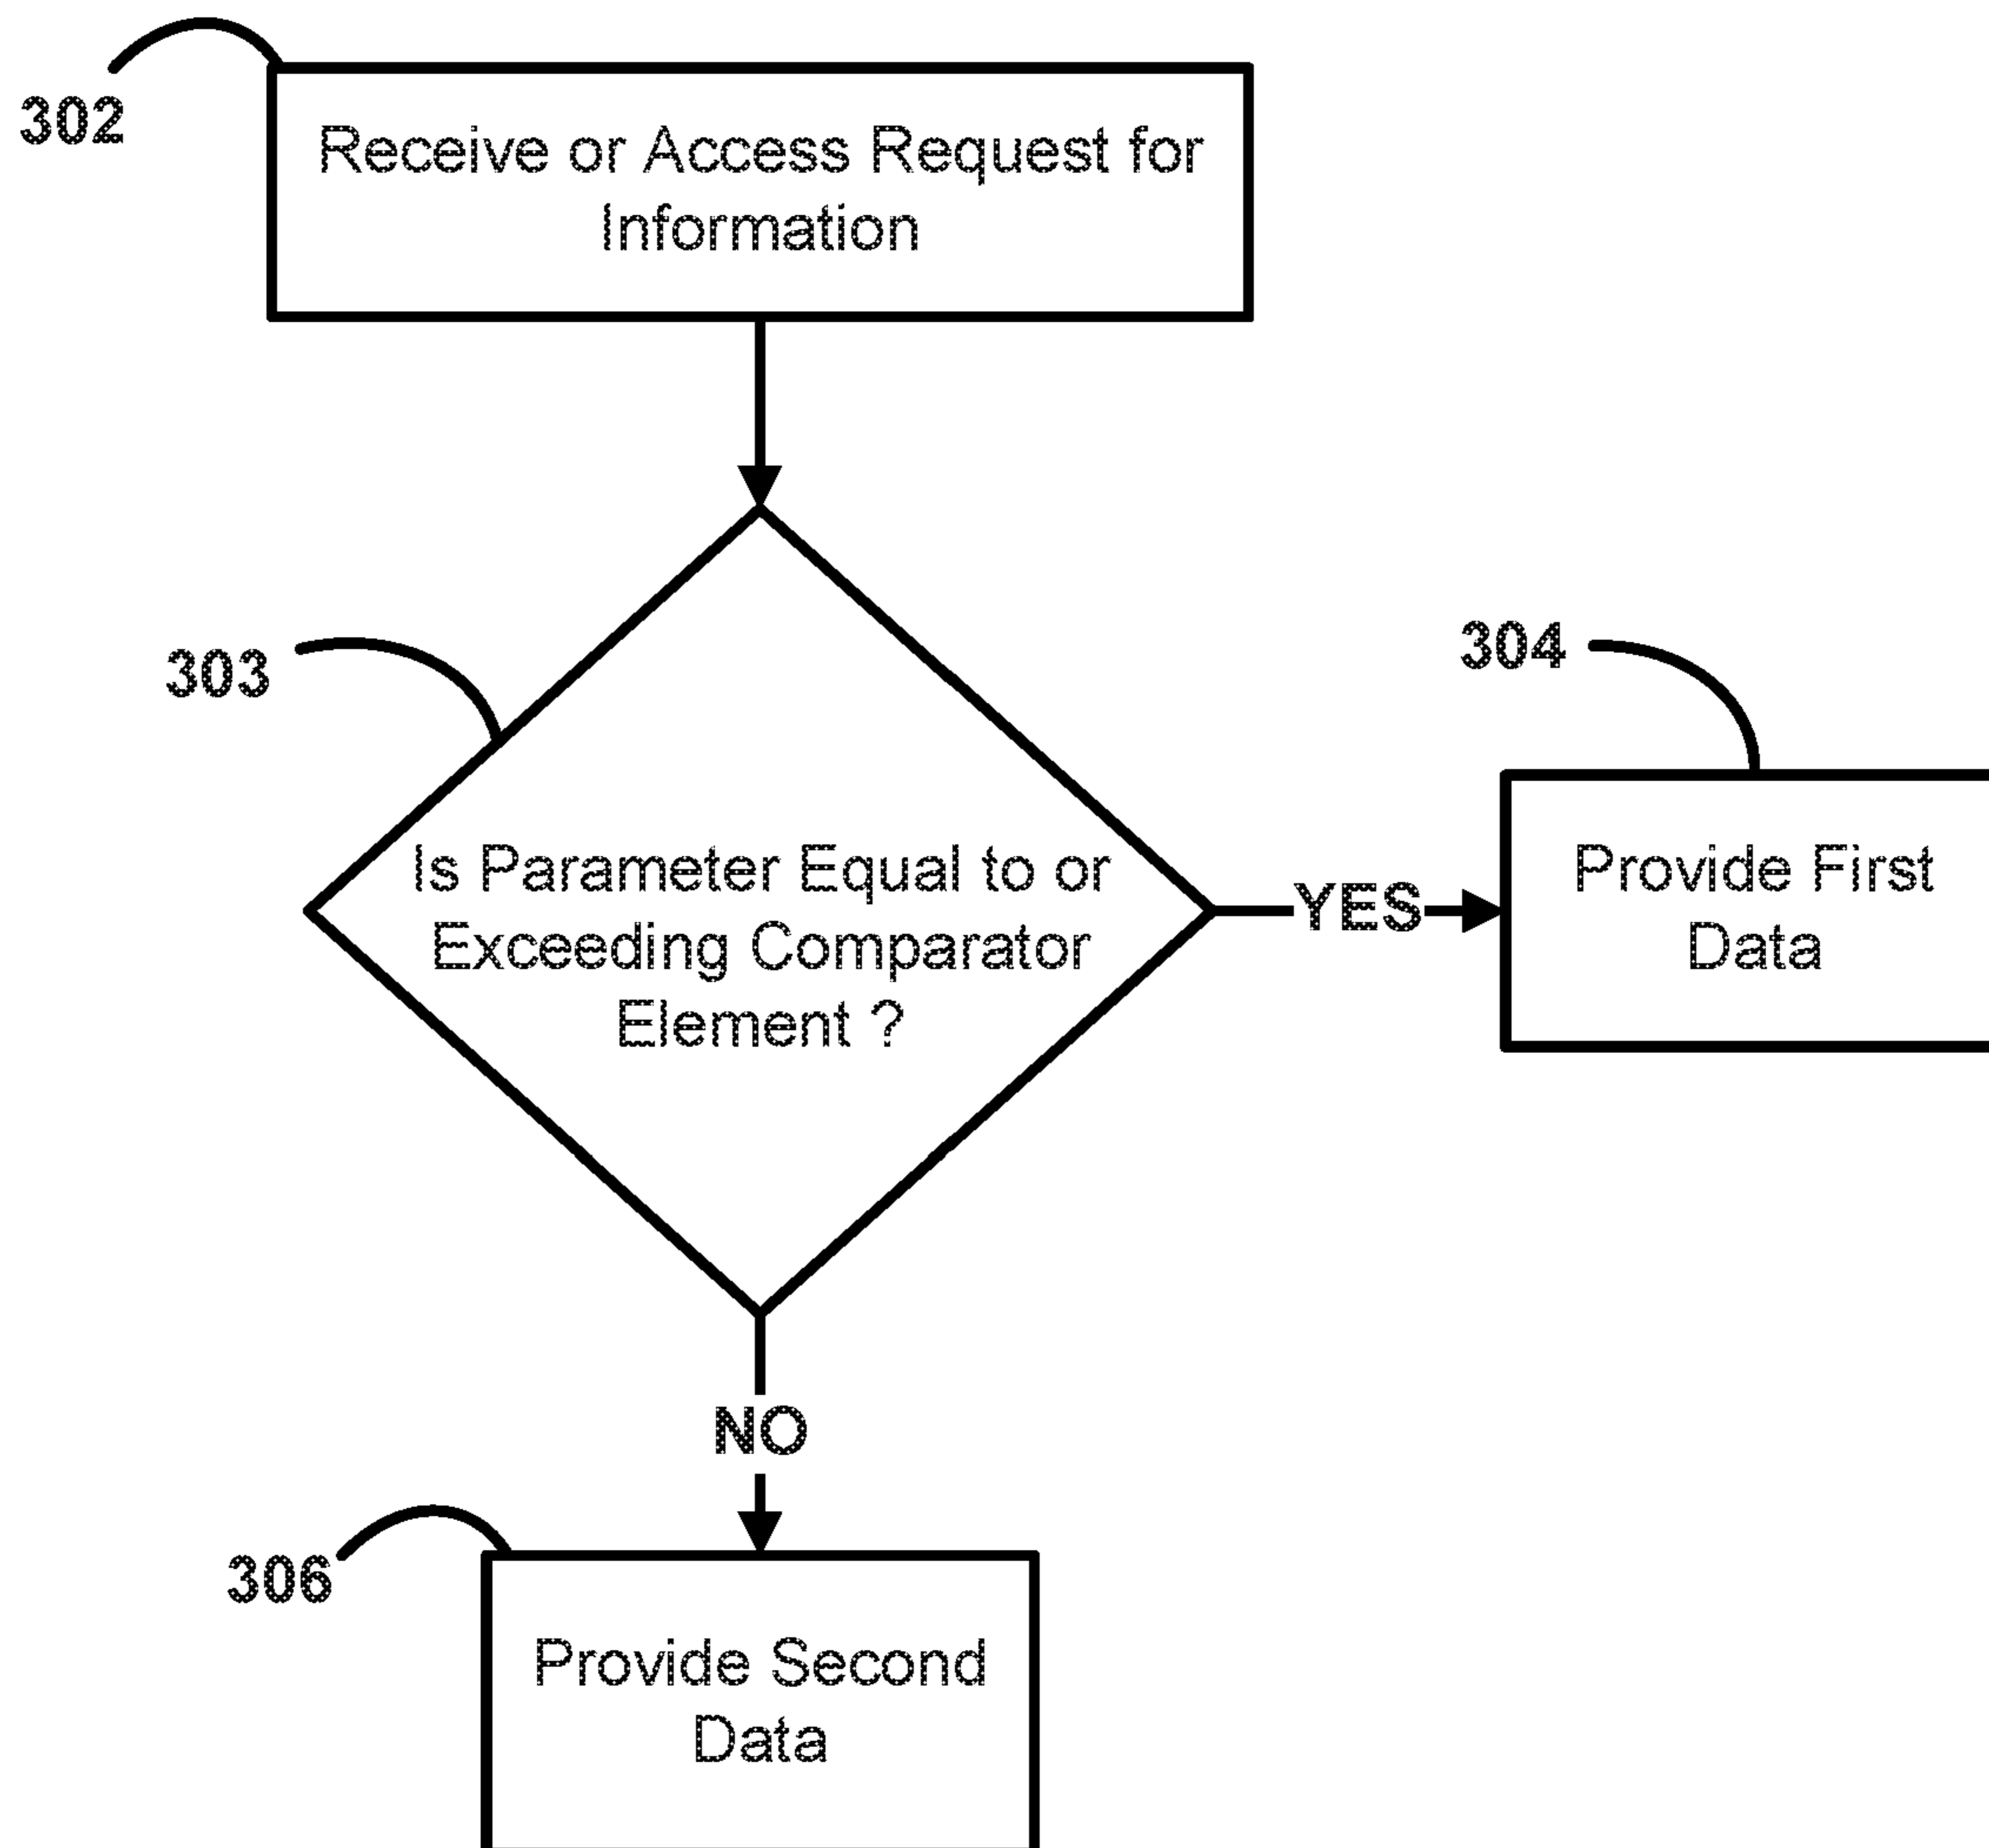 302
Receive or Access Request for
Information
303
304
Is Parameter Equal to or
Exceeding Comparator
Element ?
YES
Provide First
Data
NO
306
Provide Second
Data